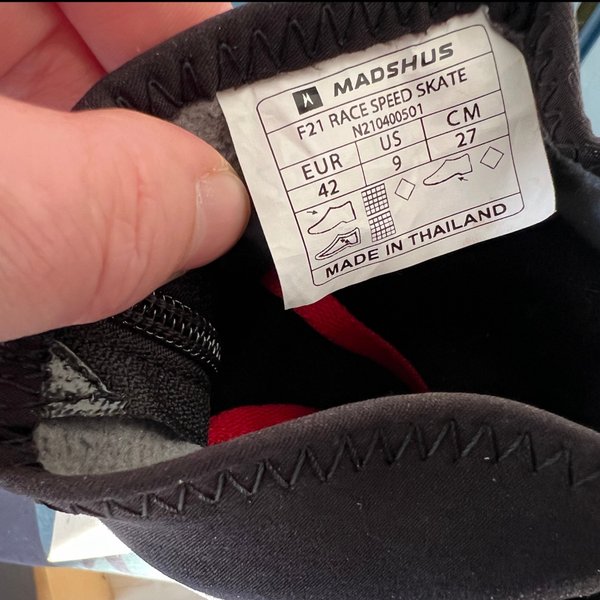 MADSHUS
F21 RACE SPEED SKATE
N210400501
EUR US CM
42 9 27
MADE IN THAILAND